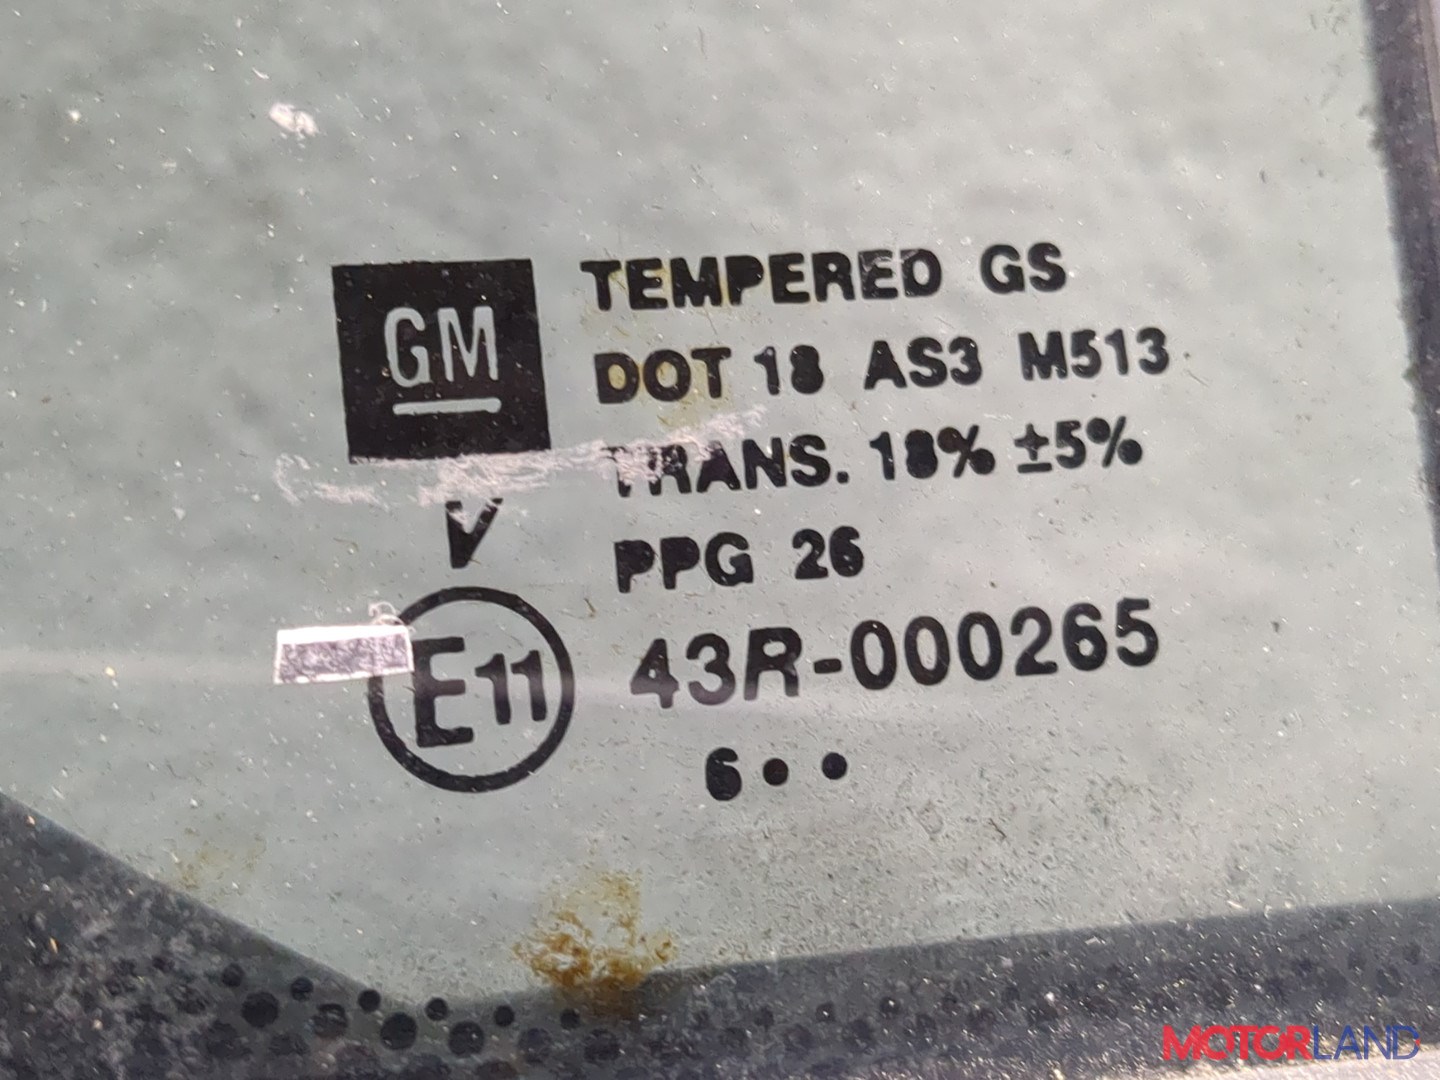 GM
TEMPERED GS
DOT 18 AS3 M513
TRANS. 18% ±5%
PPG 26
V
E11
43R-000265
6 • •
MOTORLAND